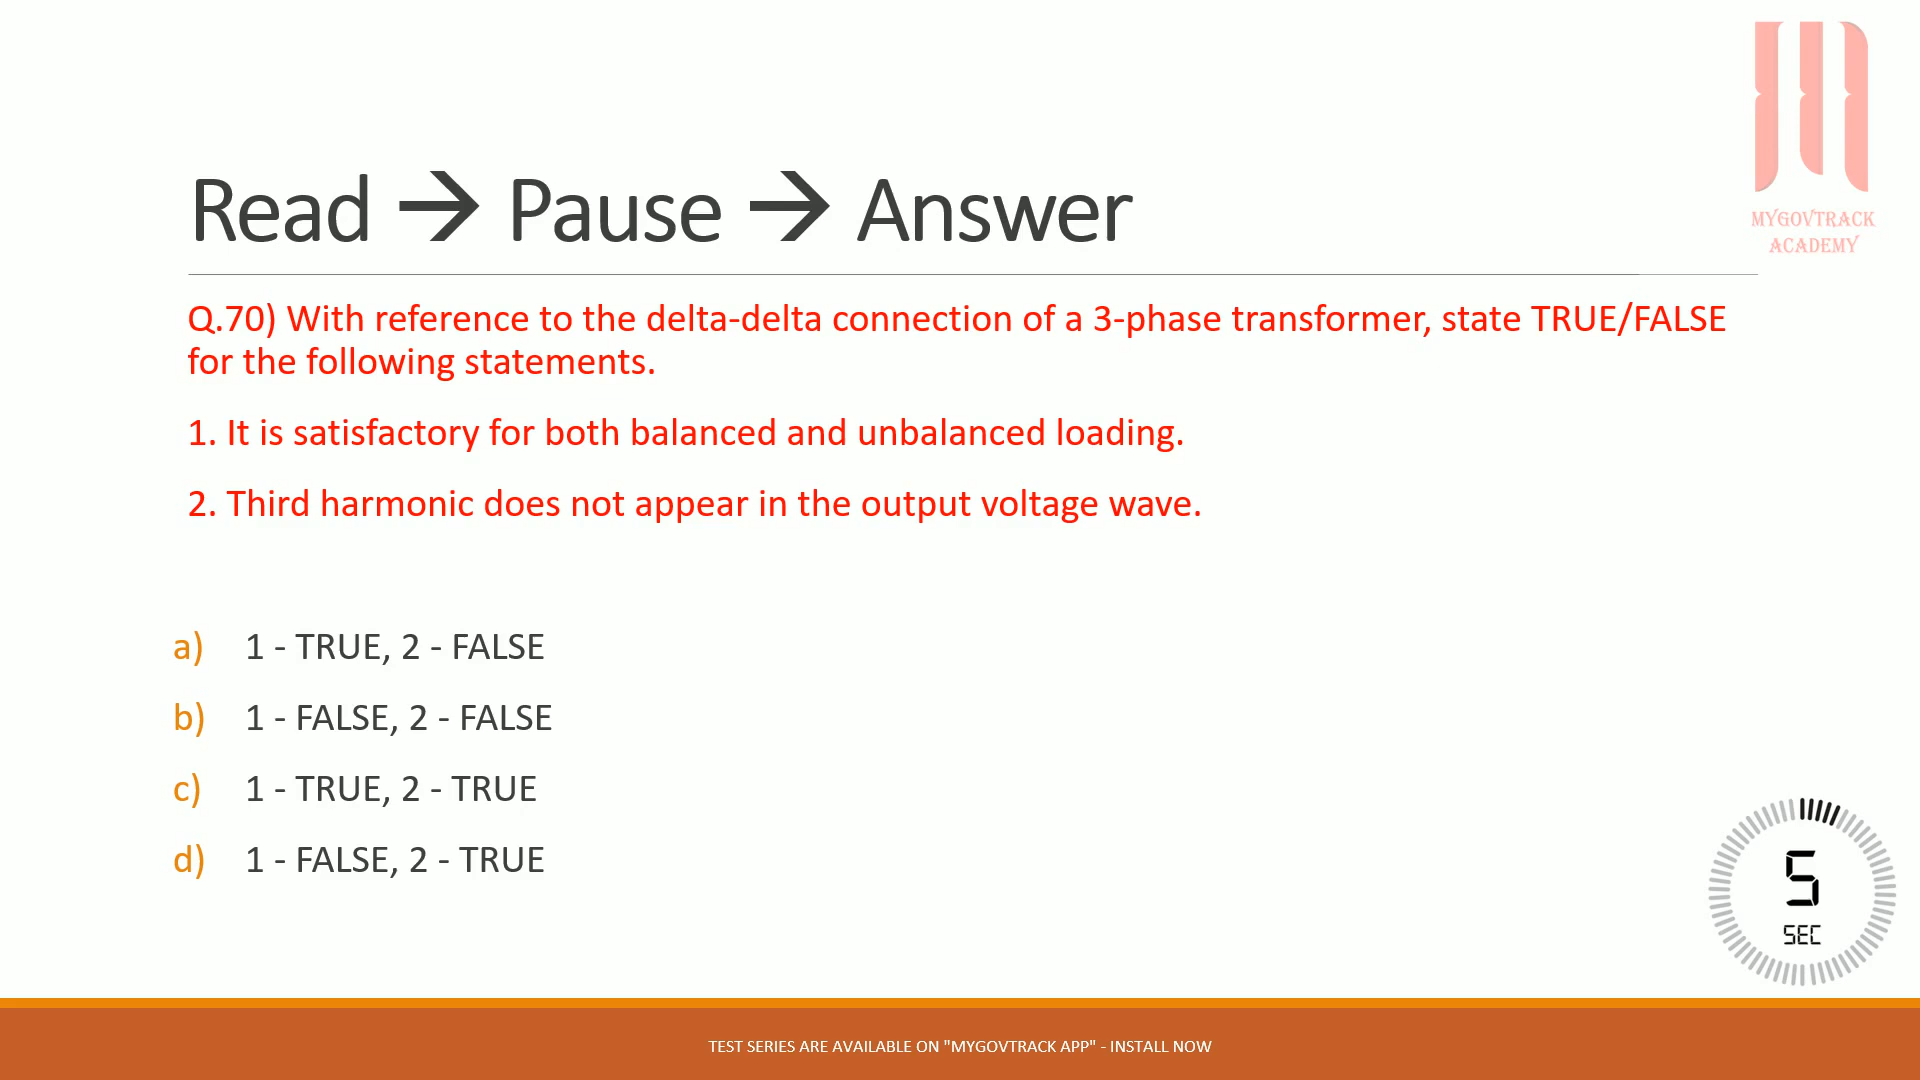 MYGOVTRACK
ACADEMY
Read → Pause → Answer
Q.70) With reference to the delta-delta connection of a 3-phase transformer, state TRUE/FALSE
for the following statements.
1. It is satisfactory for both balanced and unbalanced loading.
2. Third harmonic does not appear in the output voltage wave.
a) 1 - TRUE, 2 - FALSE
b) 1 - FALSE, 2 - FALSE
c) 1 - TRUE, 2 - TRUE
d) 1 - FALSE, 2 - TRUE
5
SEC
TEST SERIES ARE AVAILABLE ON "MYGOVTRACK APP" - INSTALL NOW